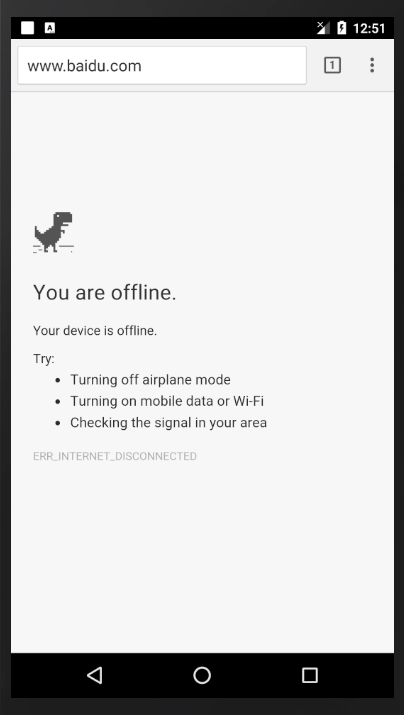 A
12:51
www.baidu.com
1
You are offline.
Your device is offline.
Try:
• Turning off airplane mode
• Turning on mobile data or Wi-Fi
• Checking the signal in your area
ERR_INTERNET_DISCONNECTED